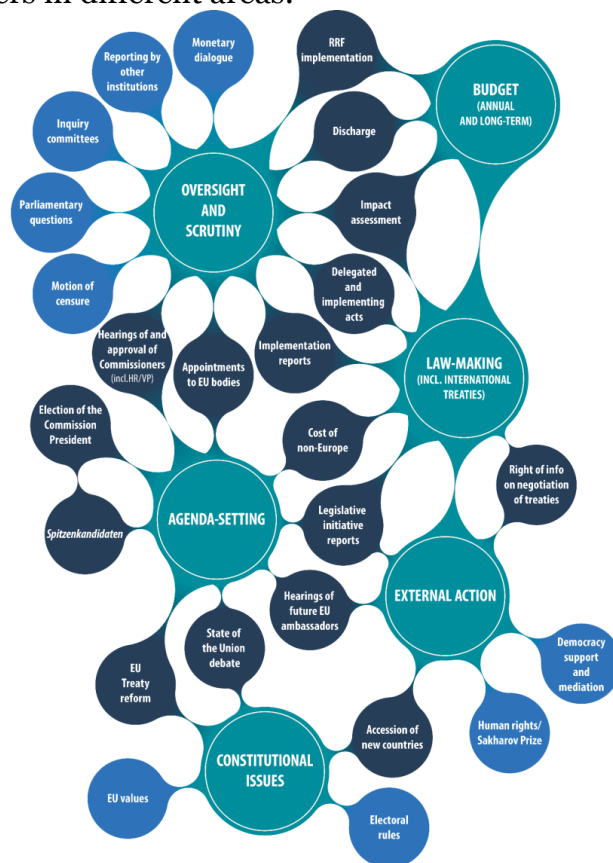 ers in different areas.
Monetary
dialogue
RRF
implementation
Reporting by
other
institutions
BUDGET
(ANNUAL
AND LONG-TERM)
Inquiry
committees
Discharge
OVERSIGHT
AND
SCRUTINY
Parliamentary
questions
Impact
assessment
Motion of
censure
Delegated
and
implementing
acts
Hearings of and
approval of
Commissioners
(incl.HR/VP)
Appointments
to EU bodies
Implementation
reports
LAW-MAKING
(INCL. INTERNATIONAL
TREATIES)
Election of the
Commission
President
Cost of
non-Europe
Right of info
on negotiation
of treaties
Spitzenkandidaten
AGENDA-SETTING
Legislative
initiative
reports
EXTERNAL ACTION
Hearings of
future EU
ambassadors
State of
the Union
debate
Democracy
support
and
mediation
EU
Treaty
reform
Accession of
new countries
Human rights/
Sakharov Prize
CONSTITUTIONAL
ISSUES
EU values
Electoral
rules